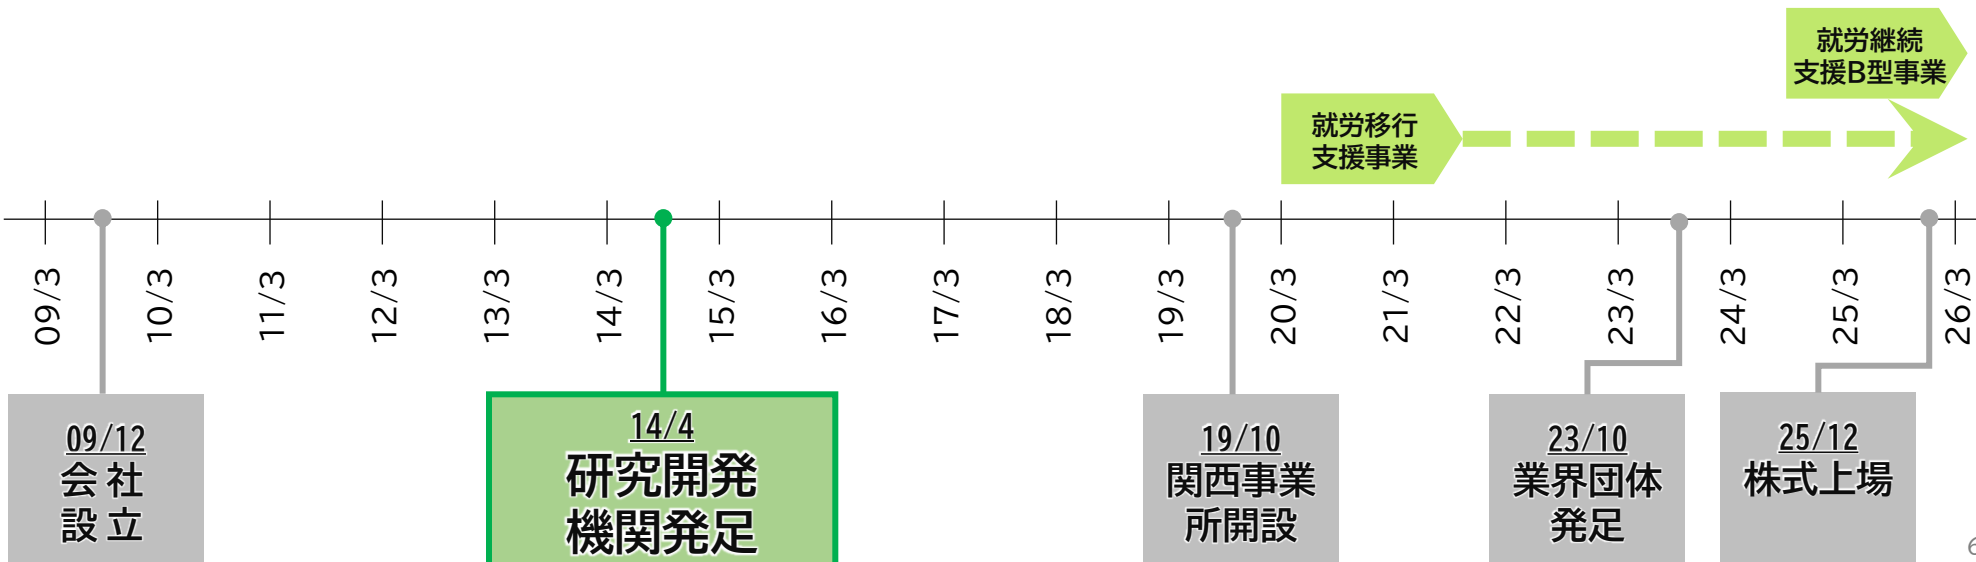 就労継続
支援B型事業
就労移行
支援事業
09/3
10/3
11/3
12/3
13/3
14/3
15/3
16/3
17/3
18/3
19/3
20/3
21/3
22/3
23/3
24/3
25/3
26/3
09/12
会 社
設 立
14/4
研究開発
機関発足
19/10
関西事業
所開設
23/10
業界団体
発足
25/12
株式上場
6